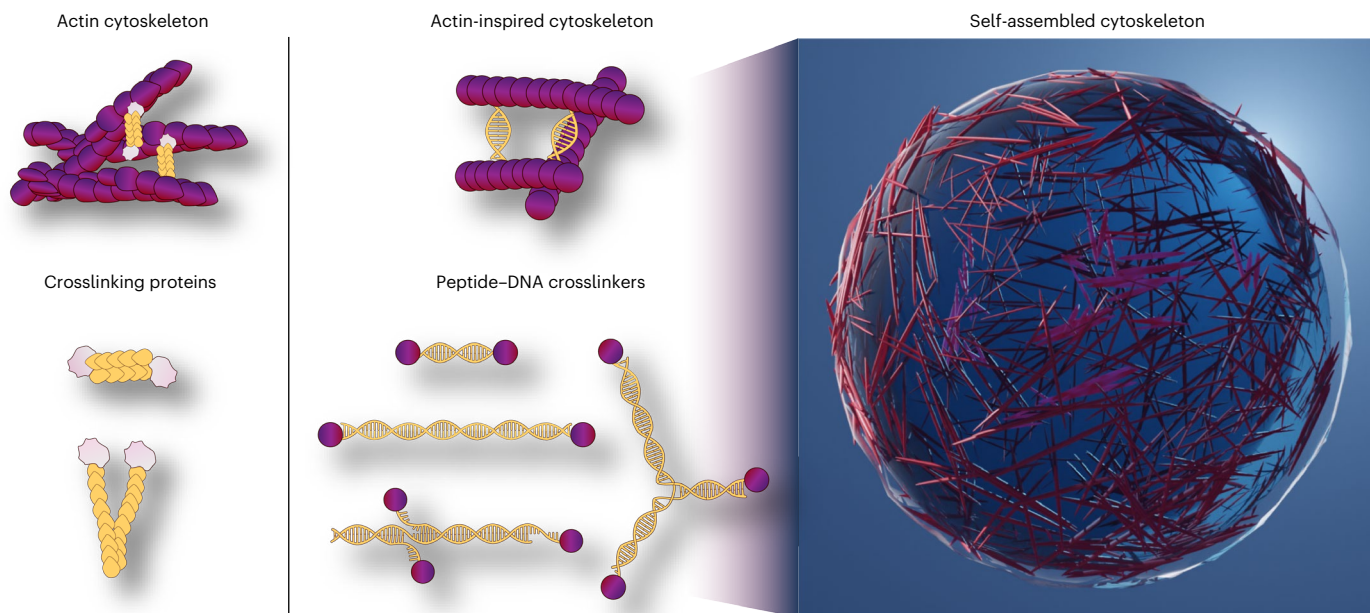 Actin cytoskeleton
Actin-inspired cytoskeleton
Self-assembled cytoskeleton
Crosslinking proteins
Peptide–DNA crosslinkers